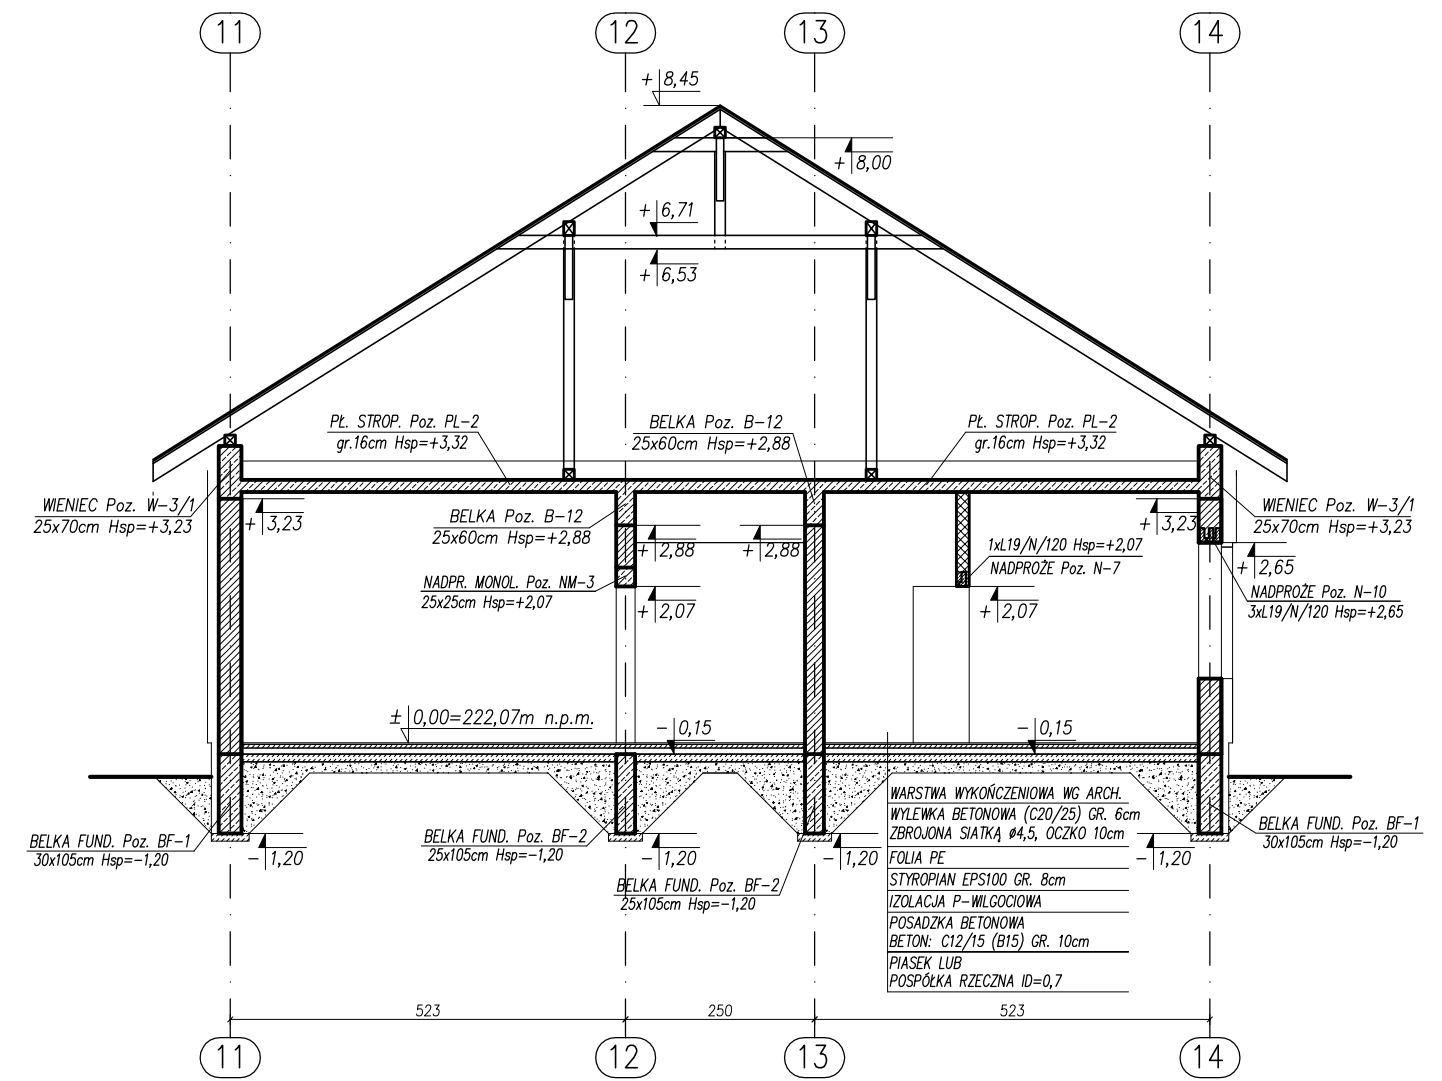 11
12
13
14
+ 8,45
+ 8,00
+ 6,71
+ 6,53
PŁ. STROP. Poz. PL-2
gr.16cm Hsp=+3,32
BELKA Poz. B-12
25x60cm Hsp=+2,88
PŁ. STROP. Poz. PL-2
gr.16cm Hsp=+3,32
WIENIEC Poz. W-3/1
25x70cm Hsp=+3,23
+ 3,23
BELKA Poz. B-12
25x60cm Hsp=+2,88
+ 2,88
+ 2,88
1xL19/N/120 Hsp=+2,07
NADPROŻE Poz. N-7
+ 3,23
WIENIEC Poz. W-3/1
25x70cm Hsp=+3,23
+ 2,65
NADPR. MONOL. Poz. NM-3
25x25cm Hsp=+2,07
+ 2,07
+ 2,07
NADPROŻE Poz. N-10
3xL19/N/120 Hsp=+2,65
± 0,00=222,07m n.p.m.
- 0,15
- 0,15
WARSTWA WYKOŃCZENIOWA WG ARCH.
WYLEWKA BETONOWA (C20/25) GR. 6cm
ZBROJONA SIATKĄ ø4,5, OCZKO 10cm
FOLIA PE
STYROPIAN EPS100 GR. 8cm
IZOLACJA P-WILGOCIOWA
POSADZKA BETONOWA
BETON: C12/15 (B15) GR. 10cm
PIASEK LUB
POSPÓŁKA RZECZNA ID=0,7
BELKA FUND. Poz. BF-1
30x105cm Hsp=-1,20
- 1,20
BELKA FUND. Poz. BF-2
25x105cm Hsp=-1,20
- 1,20
BELKA FUND. Poz. BF-2
25x105cm Hsp=-1,20
- 1,20
- 1,20
BELKA FUND. Poz. BF-1
30x105cm Hsp=-1,20
523
250
523
11
12
13
14